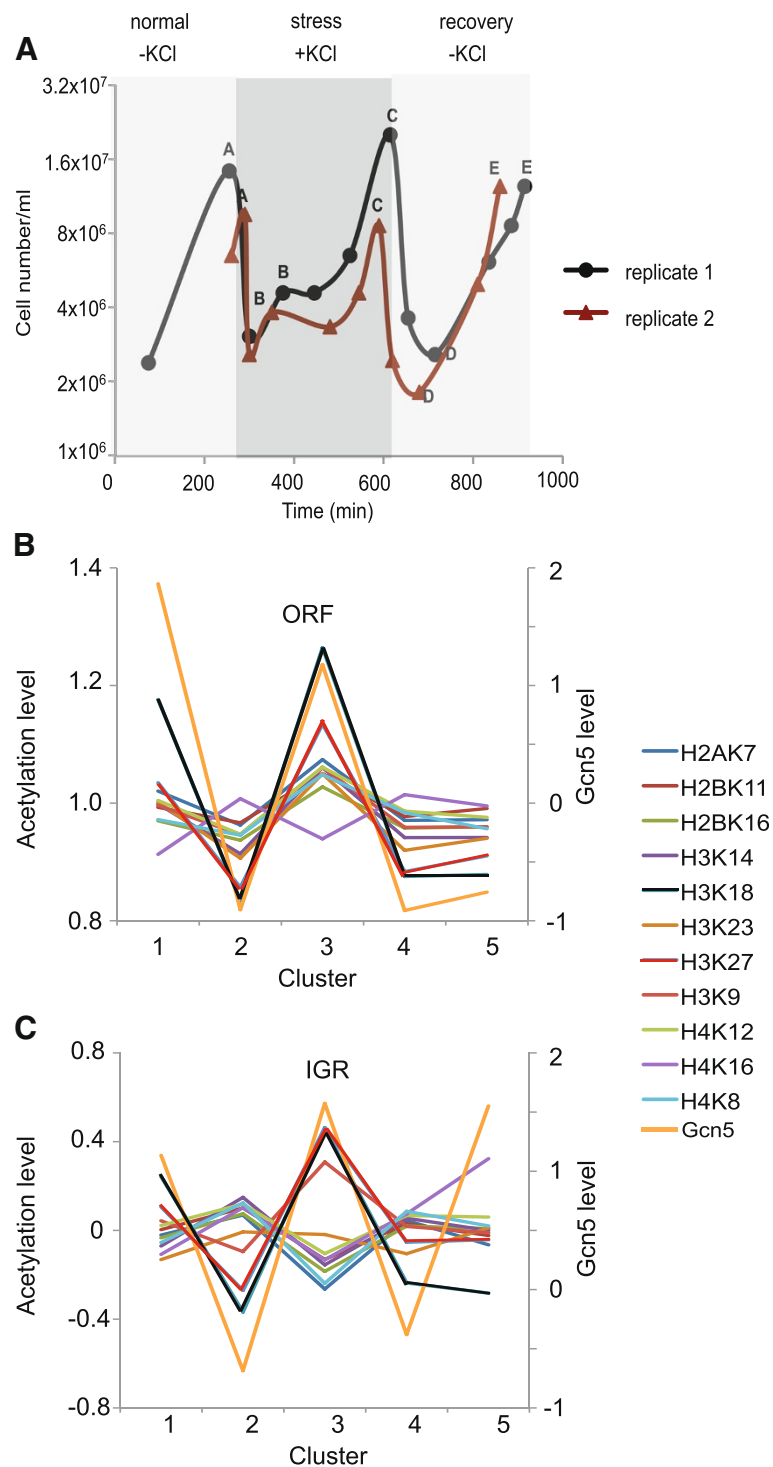 normal stress recovery
A -KCl +KCl -KCl
3.2x10⁷
1.6x10⁷
8x10⁶
4x10⁶
2x10⁶
1x10⁶
Cell number/ml
A
A
B
B
C
C
D
D
E
E
0 200 400 600 800 1000
Time (min)
replicate 1
replicate 2
B
ORF
1.4
1.2
1.0
0.8
Acetylation level
2
1
0
-1
Gcn5 level
1 2 3 4 5
Cluster
H2AK7
H2BK11
H2BK16
H3K14
H3K18
H3K23
H3K27
H3K9
H4K12
H4K16
H4K8
Gcn5
C
IGR
0.8
0.4
0
-0.4
-0.8
Acetylation level
2
1
0
-1
Gcn5 level
1 2 3 4 5
Cluster